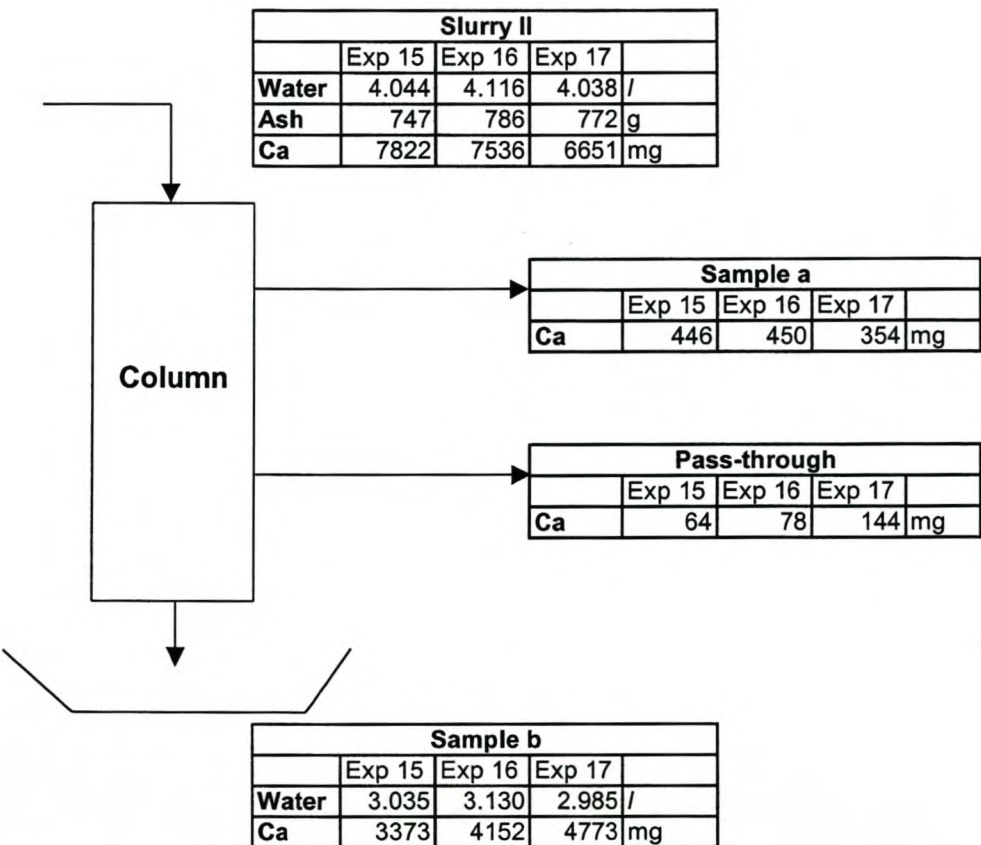 Slurry II
Exp 15 Exp 16 Exp 17
Water 4.044 4.116 4.038 l
Ash 747 786 772 g
Ca 7822 7536 6651 mg
Sample a
Exp 15 Exp 16 Exp 17
Ca 446 450 354 mg
Column
Pass-through
Exp 15 Exp 16 Exp 17
Ca 64 78 144 mg
Sample b
Exp 15 Exp 16 Exp 17
Water 3.035 3.130 2.985 l
Ca 3373 4152 4773 mg